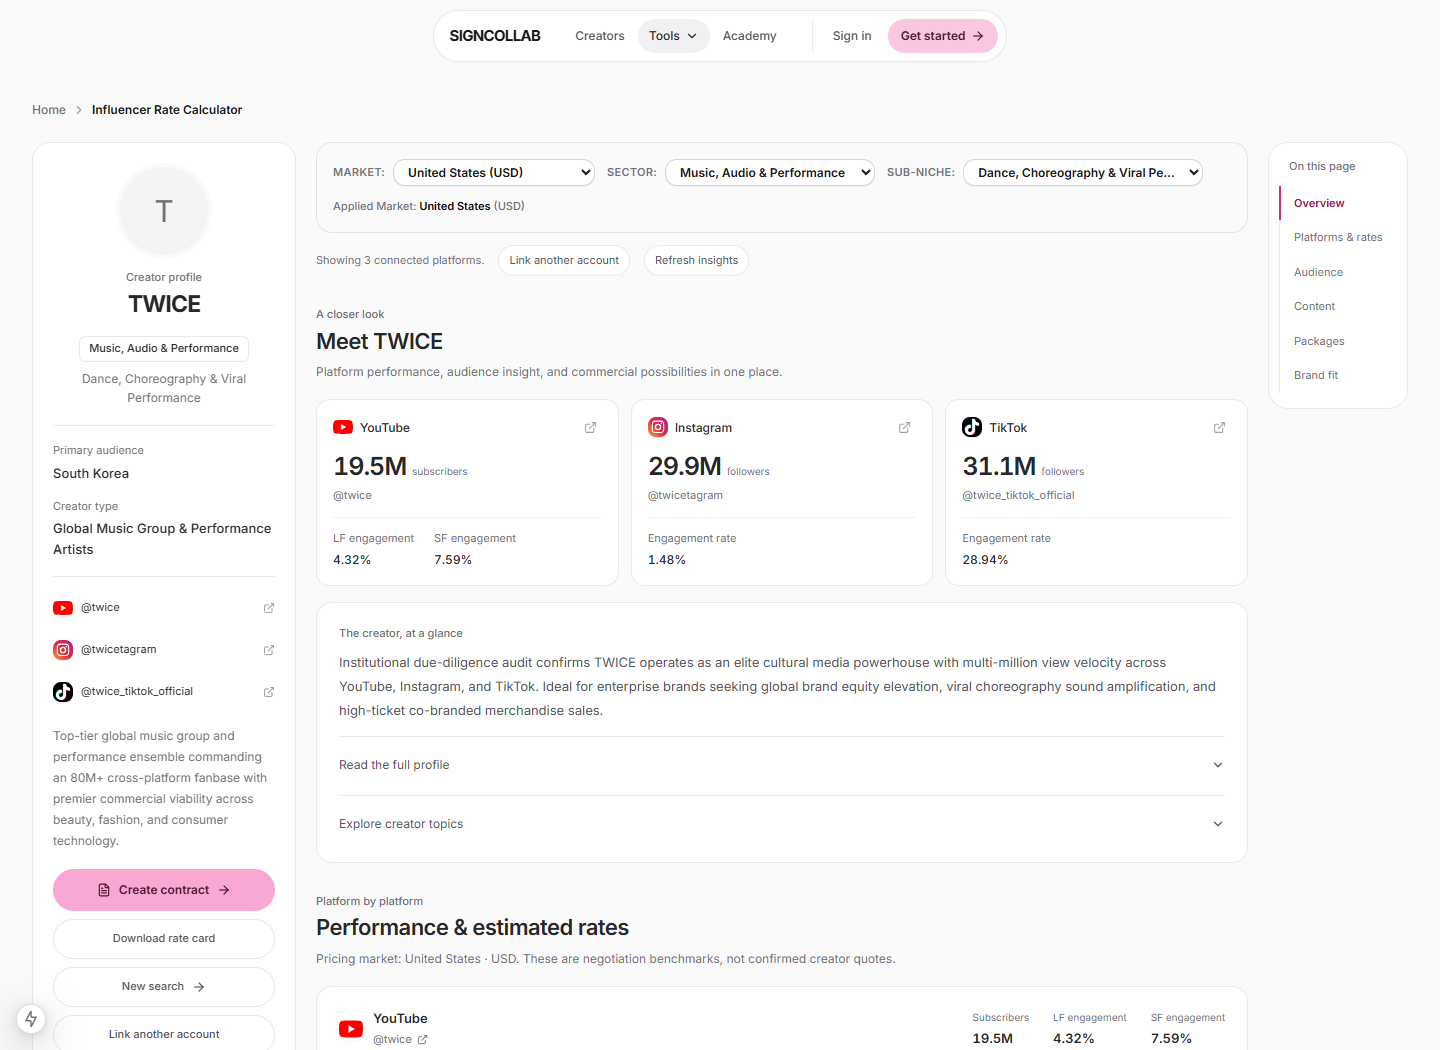 SIGNCOLLAB
Creators
Tools
Academy
Sign in
Get started
Home
Influencer Rate Calculator
T
Creator profile
TWICE
Music, Audio & Performance
Dance, Choreography & Viral
Performance
Primary audience
South Korea
Creator type
Global Music Group & Performance
Artists
@twice
@twicetagram
@twice_tiktok_official
Top-tier global music group and
performance ensemble commanding
an 80M+ cross-platform fanbase with
premier commercial viability across
beauty, fashion, and consumer
technology.
Create contract
Download rate card
New search
Link another account
MARKET: United States (USD) SECTOR: Music, Audio & Performance SUB-NICHE: Dance, Choreography & Viral Pe...
Applied Market: United States (USD)
Showing 3 connected platforms. Link another account Refresh insights
A closer look
Meet TWICE
Platform performance, audience insight, and commercial possibilities in one place.
YouTube
19.5M subscribers
@twice
LF engagement SF engagement
4.32% 7.59%
Instagram
29.9M followers
@twicetagram
Engagement rate
1.48%
TikTok
31.1M followers
@twice_tiktok_official
Engagement rate
28.94%
The creator, at a glance
Institutional due-diligence audit confirms TWICE operates as an elite cultural media powerhouse with multi-million view velocity across
YouTube, Instagram, and TikTok. Ideal for enterprise brands seeking global brand equity elevation, viral choreography sound amplification, and
high-ticket co-branded merchandise sales.
Read the full profile
Explore creator topics
Platform by platform
Performance & estimated rates
Pricing market: United States · USD. These are negotiation benchmarks, not confirmed creator quotes.
YouTube
@twice
Subscribers LF engagement SF engagement
19.5M 4.32% 7.59%
On this page
Overview
Platforms & rates
Audience
Content
Packages
Brand fit